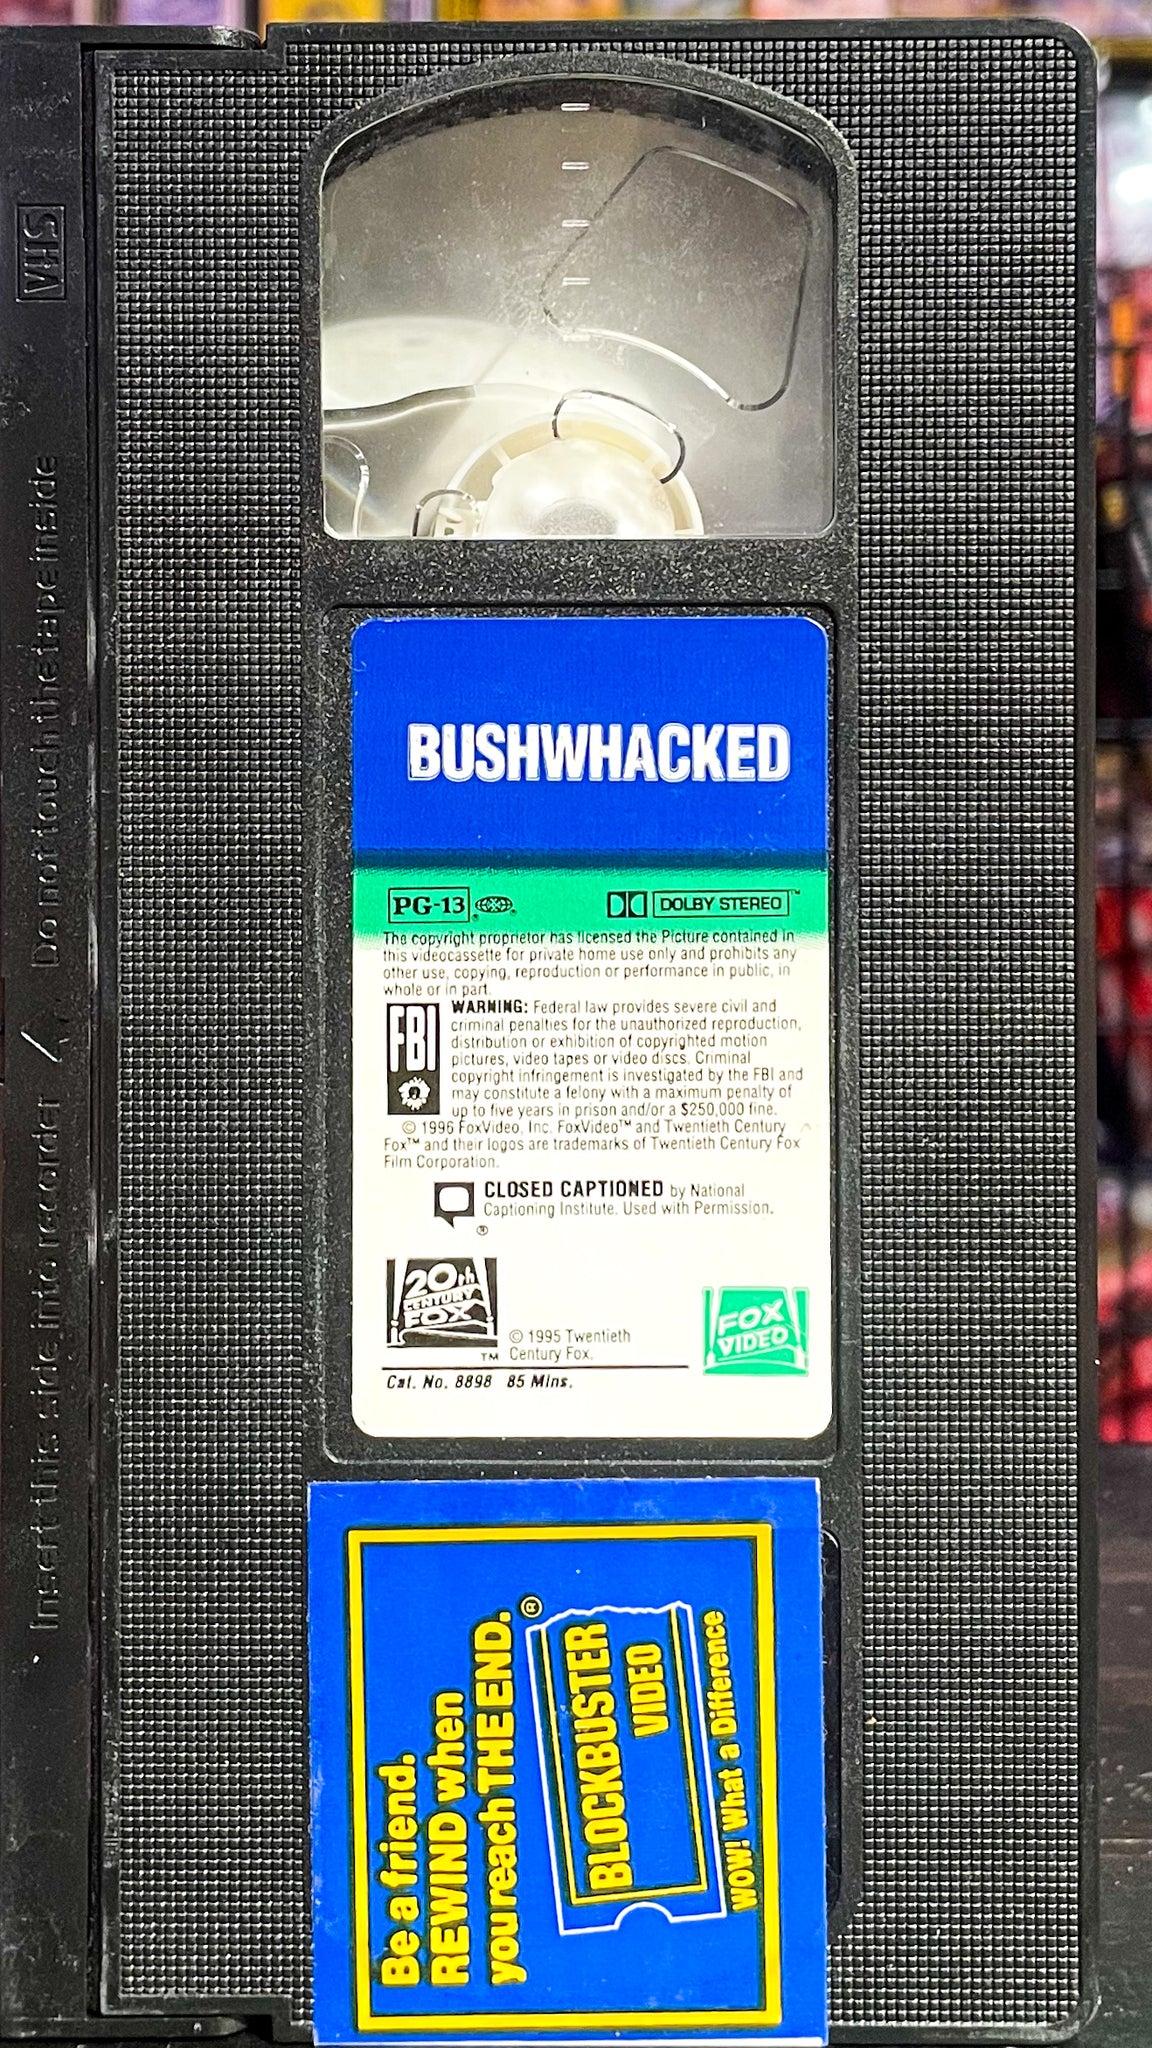 VHS
Insert this side into recorder
Do not touch the tape inside
BUSHWHACKED
PG-13 ®
DOLBY STEREO™
The copyright proprietor has licensed the Picture contained in
this videocassette for private home use only and prohibits any
other use, copying, reproduction or performance in public, in
whole or in part.
FBI
WARNING: Federal law provides severe civil and
criminal penalties for the unauthorized reproduction,
distribution or exhibition of copyrighted motion
pictures, video tapes or video discs. Criminal
copyright infringement is investigated by the FBI and
may constitute a felony with a maximum penalty of
up to five years in prison and/or a $250,000 fine.
© 1996 FoxVideo, Inc. FoxVideo™ and Twentieth Century
Fox™ and their logos are trademarks of Twentieth Century Fox
Film Corporation.
CLOSED CAPTIONED by National
Captioning Institute. Used with Permission.
®
20th
CENTURY
FOX
TM
© 1995 Twentieth
Century Fox.
FOX
VIDEO
Cat. No. 8898 85 Mins.
Be a friend.
REWIND when
you reach THE END.®
BLOCKBUSTER
VIDEO
WOW! What a Difference